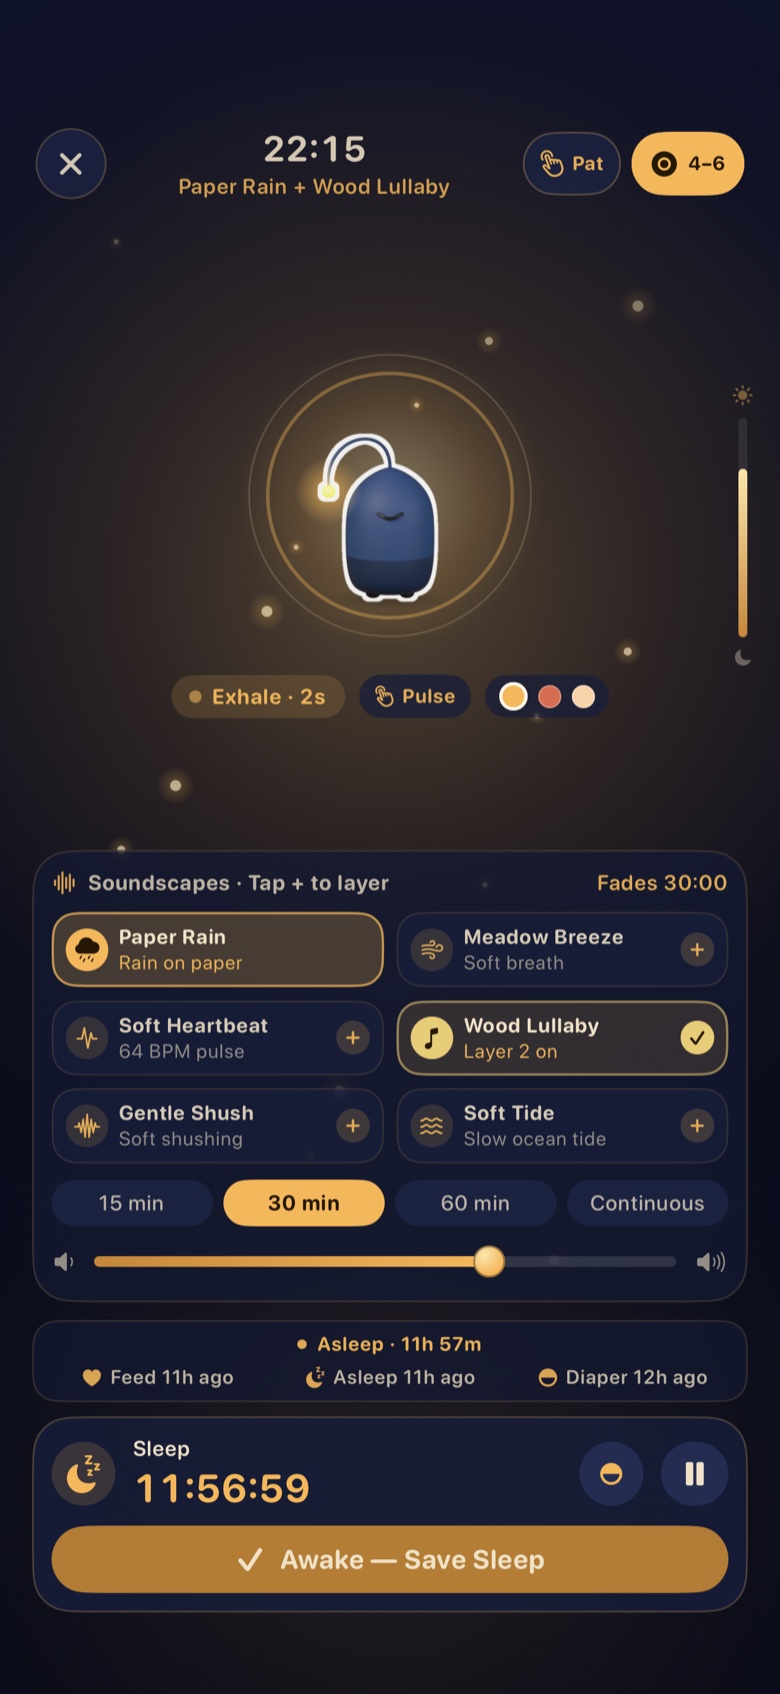 22:15
Paper Rain + Wood Lullaby
Pat
4–6
Exhale · 2s
Pulse
Soundscapes · Tap + to layer
Fades 30:00
Paper Rain
Rain on paper
Meadow Breeze
Soft breath
Soft Heartbeat
64 BPM pulse
Wood Lullaby
Layer 2 on
Gentle Shush
Soft shushing
Soft Tide
Slow ocean tide
15 min
30 min
60 min
Continuous
Asleep · 11h 57m
Feed 11h ago
Asleep 11h ago
Diaper 12h ago
Sleep
11:56:59
Awake — Save Sleep